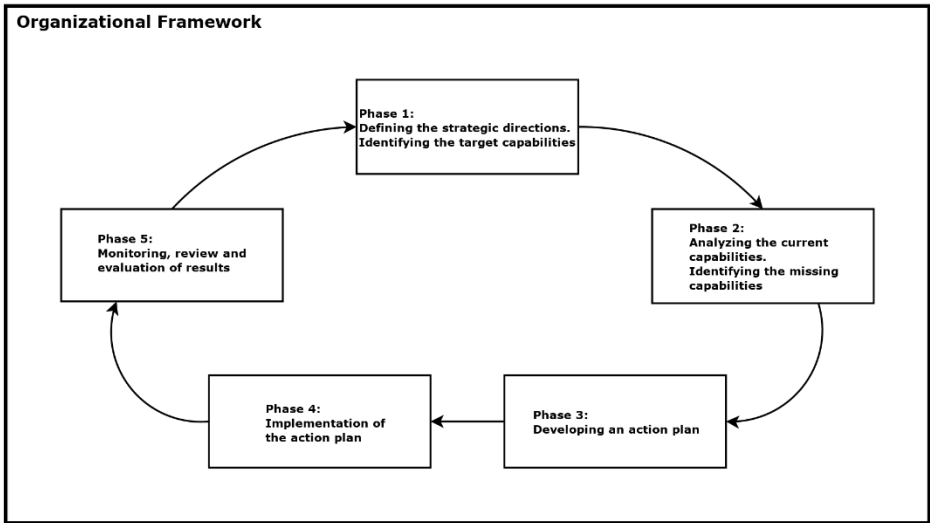 Organizational Framework
Phase 1:
Defining the strategic directions.
Identifying the target capabilities
Phase 2:
Analyzing the current
capabilities.
Identifying the missing
capabilities
Phase 3:
Developing an action plan
Phase 4:
Implementation of
the action plan
Phase 5:
Monitoring, review and
evaluation of results